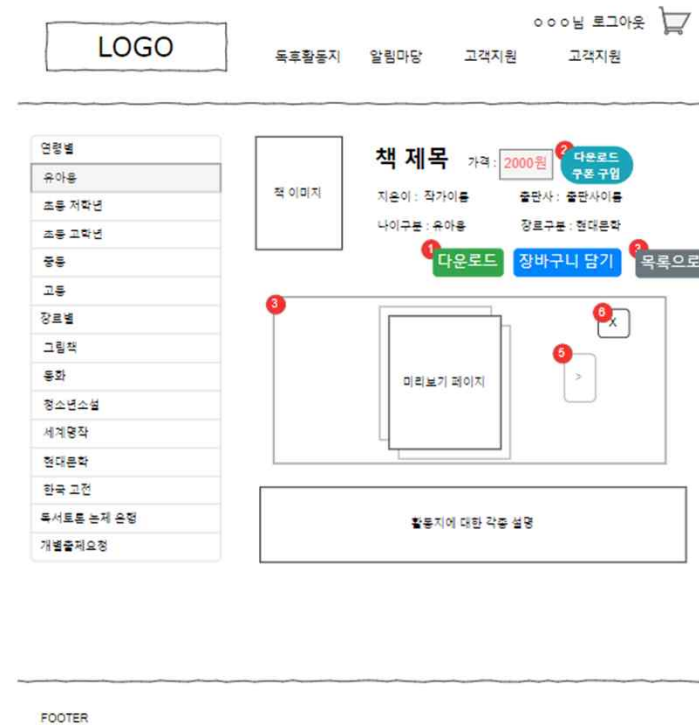 ㅇㅇㅇ님 로그아웃
LOGO
독후활동지 알림마당 고객지원 고객지원
연령별
유아용
초등 저학년
초등 고학년
중등
고등
장르별
그림책
동화
청소년소설
세계명작
현대문학
한국 고전
독서토론 논제 은행
개별출제요청
책 이미지
책 제목 가격 : 2000원
2
다운로드
쿠폰 구입
지은이 : 작가이름 출판사 : 출판사이름
나이구분 : 유아용 장르구분 : 현대문학
1 다운로드 장바구니 담기 3 목록으로
3
미리보기 페이지
6 X
5 >
활동지에 대한 각종 설명
FOOTER